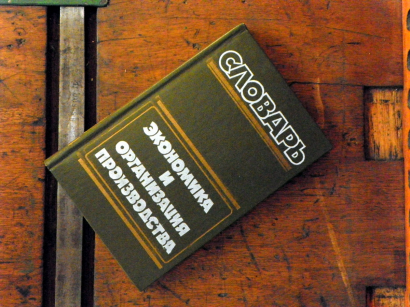 СЛОВАРЬ
ЭКОНОМИКА
И
ОРГАНИЗАЦИЯ
ПРОИЗВОДСТВА